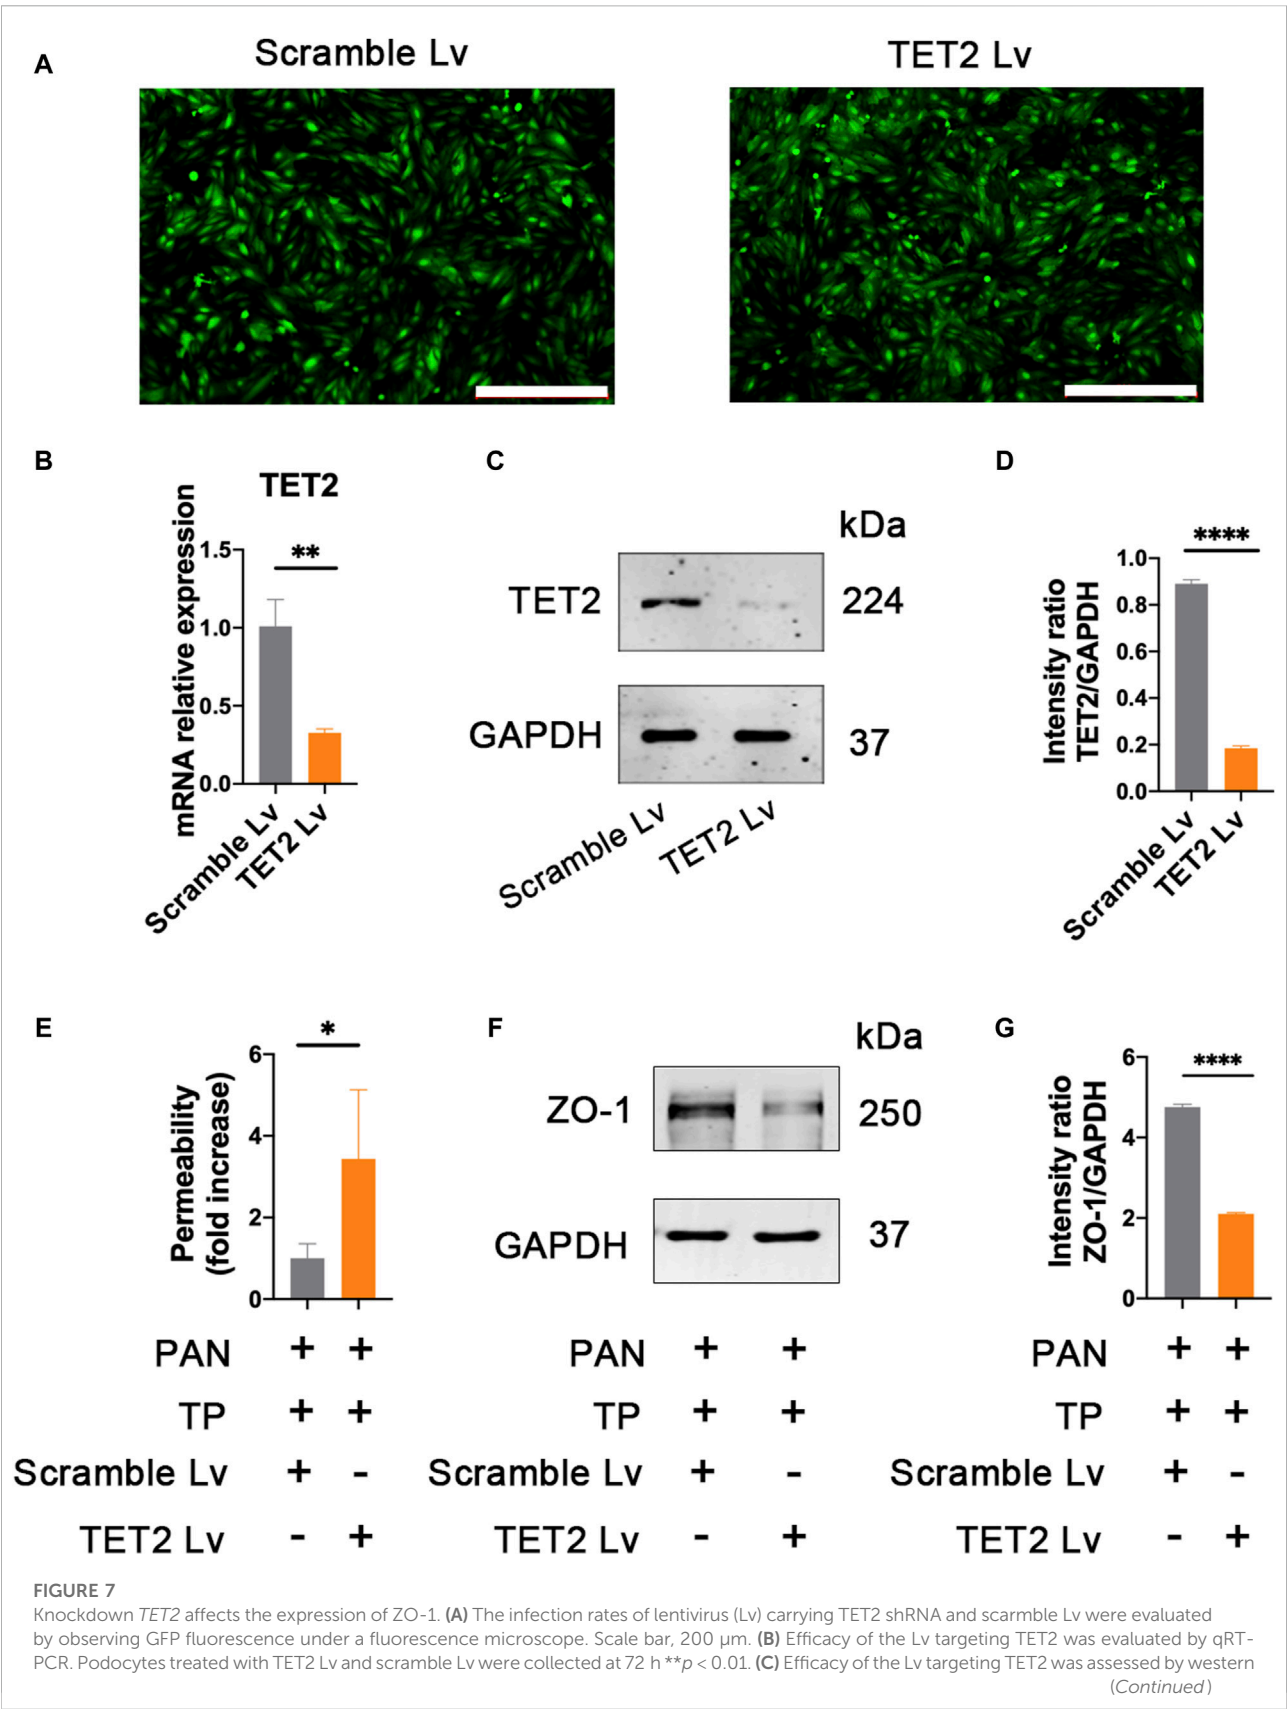 A
Scramble Lv
TET2 Lv
B
TET2
mRNA relative expression
1.5
1.0
0.5
0.0
**
Scramble Lv
TET2 Lv
C
kDa
TET2
224
GAPDH
37
Scramble Lv
TET2 Lv
D
Intensity ratio
TET2/GAPDH
1.0
0.8
0.6
0.4
0.2
0.0
****
Scramble Lv
TET2 Lv
E
Permeability
(fold increase)
6
4
2
0
*
PAN + +
TP + +
Scramble Lv + -
TET2 Lv - +
F
kDa
ZO-1
250
GAPDH
37
PAN + +
TP + +
Scramble Lv + -
TET2 Lv - +
G
Intensity ratio
ZO-1/GAPDH
6
4
2
0
****
PAN + +
TP + +
Scramble Lv + -
TET2 Lv - +
FIGURE 7
Knockdown TET2 affects the expression of ZO-1. (A) The infection rates of lentivirus (Lv) carrying TET2 shRNA and scarmble Lv were evaluated
by observing GFP fluorescence under a fluorescence microscope. Scale bar, 200 μm. (B) Efficacy of the Lv targeting TET2 was evaluated by qRT-
PCR. Podocytes treated with TET2 Lv and scramble Lv were collected at 72 h **p < 0.01. (C) Efficacy of the Lv targeting TET2 was assessed by western
(Continued)